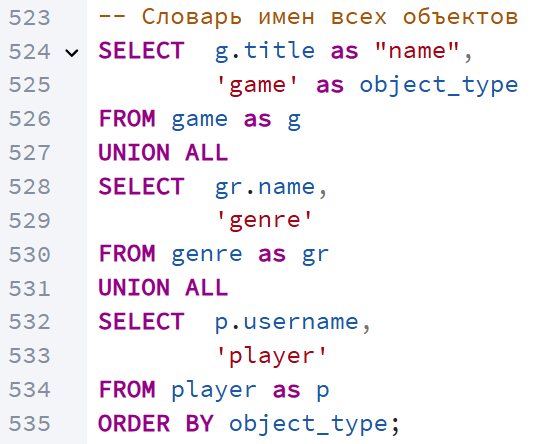 523 -- Словарь имен всех объектов
524 SELECT g.title as "name",
525 'game' as object_type
526 FROM game as g
527 UNION ALL
528 SELECT gr.name,
529 'genre'
530 FROM genre as gr
531 UNION ALL
532 SELECT p.username,
533 'player'
534 FROM player as p
535 ORDER BY object_type;